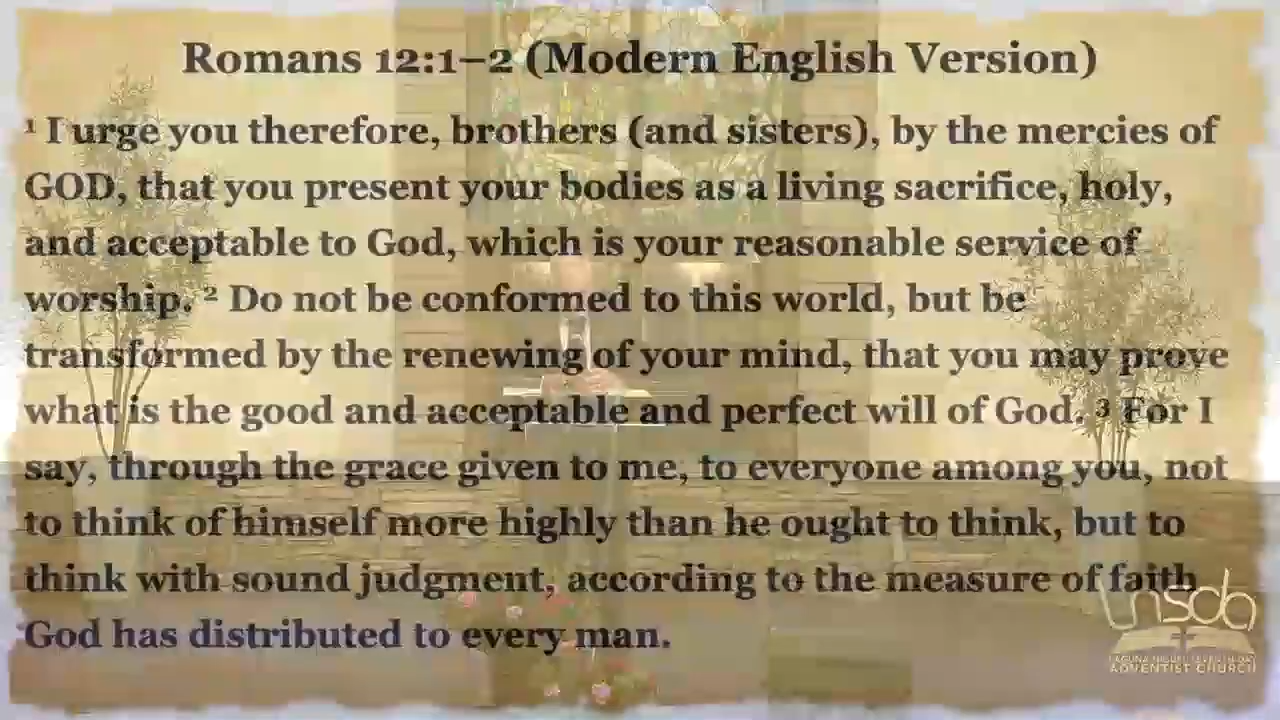 Romans 12:1–2 (Modern English Version)
¹ I urge you therefore, brothers (and sisters), by the mercies of
GOD, that you present your bodies as a living sacrifice, holy,
and acceptable to God, which is your reasonable service of
worship. ² Do not be conformed to this world, but be
transformed by the renewing of your mind, that you may prove
what is the good and acceptable and perfect will of God. ³ For I
say, through the grace given to me, to everyone among you, not
to think of himself more highly than he ought to think, but to
think with sound judgment, according to the measure of faith
God has distributed to every man.
lnsda
LAGUNA NIGUEL SEVENTH-DAY
ADVENTIST CHURCH